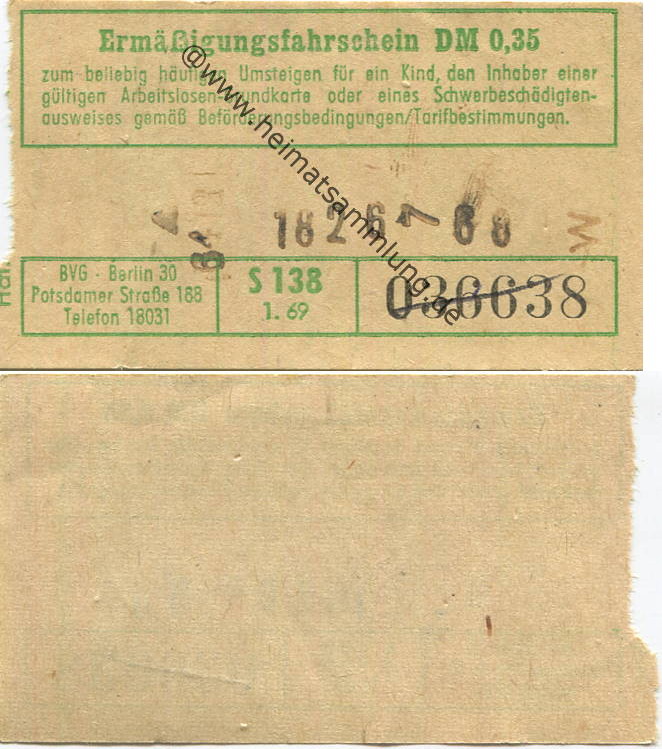 Ermäßigungsfahrschein DM 0,35
zum beliebig häufigen Umsteigen für ein Kind, den Inhaber einer
gültigen Arbeitslosen-Grundkarte oder eines Schwerbeschädigten-
ausweises gemäß Beförderungsbedingungen/Tarifbestimmungen.
@www.heimatsammlung.de
1826 7 68
W
BVG - Berlin 30
Potsdamer Straße 188
Telefon 18031
S 138
1. 69
036638